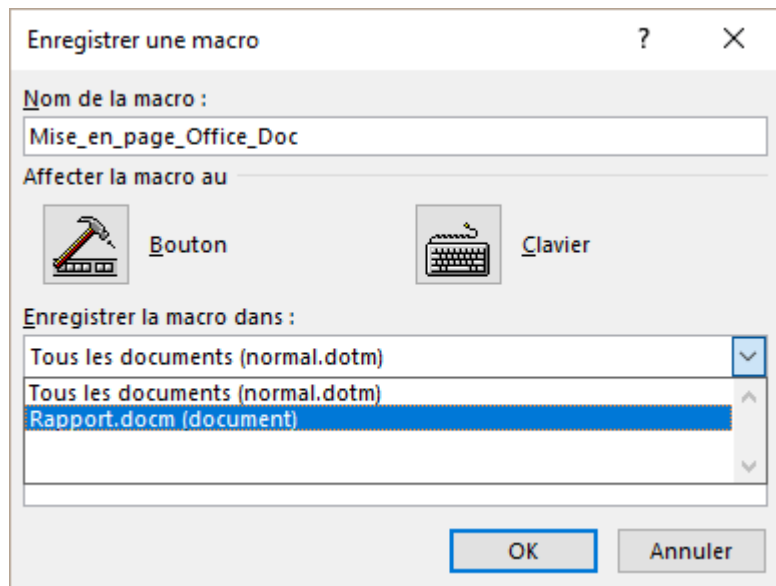 Enregistrer une macro ?
Nom de la macro :
Mise_en_page_Office_Doc
Affecter la macro au
Bouton Clavier
Enregistrer la macro dans :
Tous les documents (normal.dotm)
Tous les documents (normal.dotm)
Rapport.docm (document)
OK Annuler